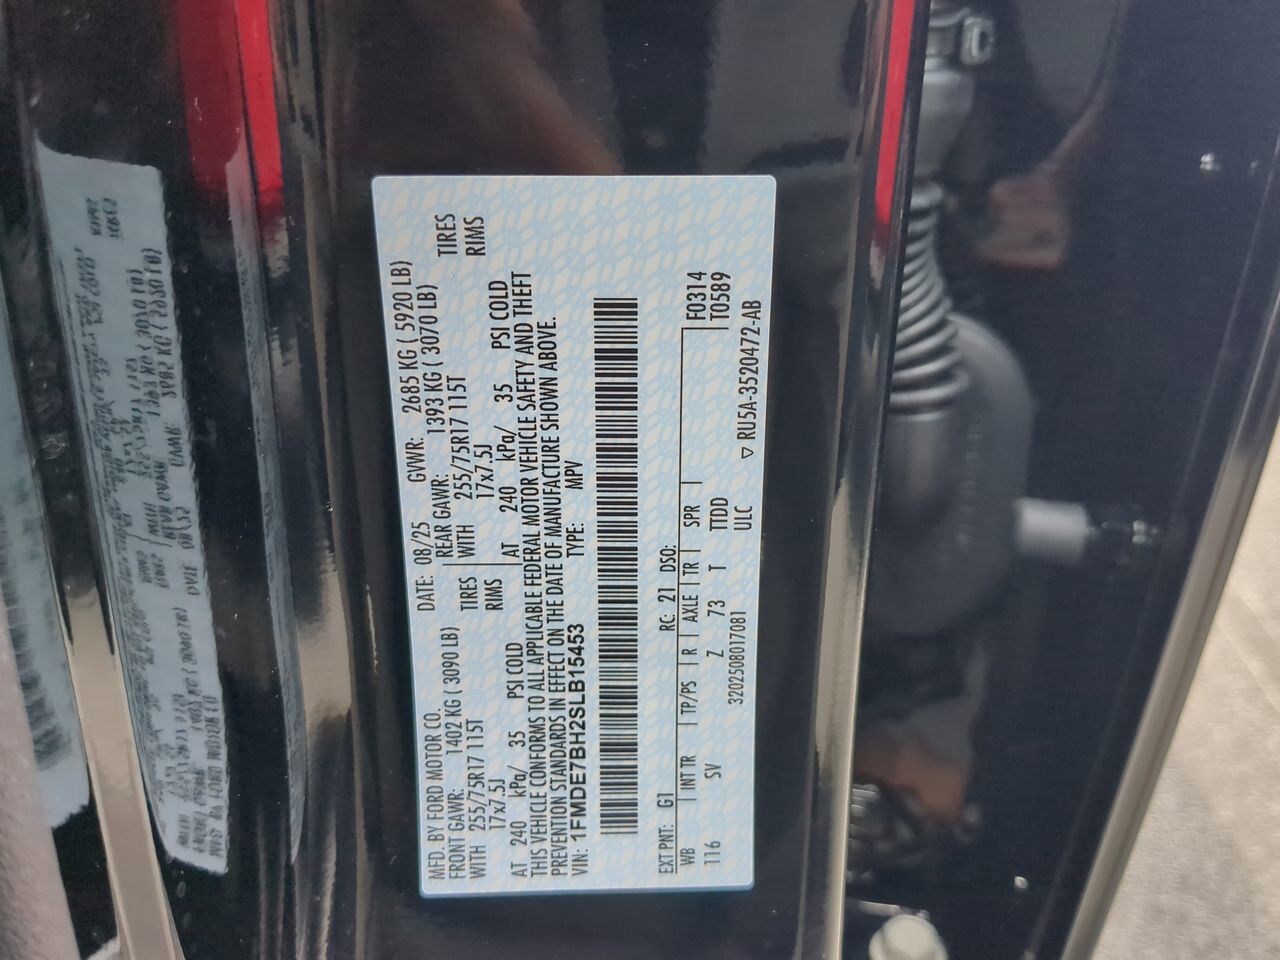 MFD. BY FORD MOTOR CO. DATE: 08/25 GVWR: 2685 KG ( 5920 LB)
FRONT GAWR: 1402 KG ( 3090 LB) REAR GAWR: 1393 KG ( 3070 LB)
WITH 255/75R17 115T TIRES WITH 255/75R17 115T TIRES
17x7.5J RIMS 17x7.5J RIMS
AT 240 kPa/ 35 PSI COLD AT 240 kPa/ 35 PSI COLD
THIS VEHICLE CONFORMS TO ALL APPLICABLE FEDERAL MOTOR VEHICLE SAFETY AND THEFT
PREVENTION STANDARDS IN EFFECT ON THE DATE OF MANUFACTURE SHOWN ABOVE.
VIN: 1FMDE7BH2SLB15453 TYPE: MPV
EXT PNT: G1 RC: 21 DSO: F0314
WB INT TR TP/PS R AXLE TR SPR T0589
116 SV Z 73 T TTDD
320250801​7081 ULC ▽ RU5A-3520472-AB